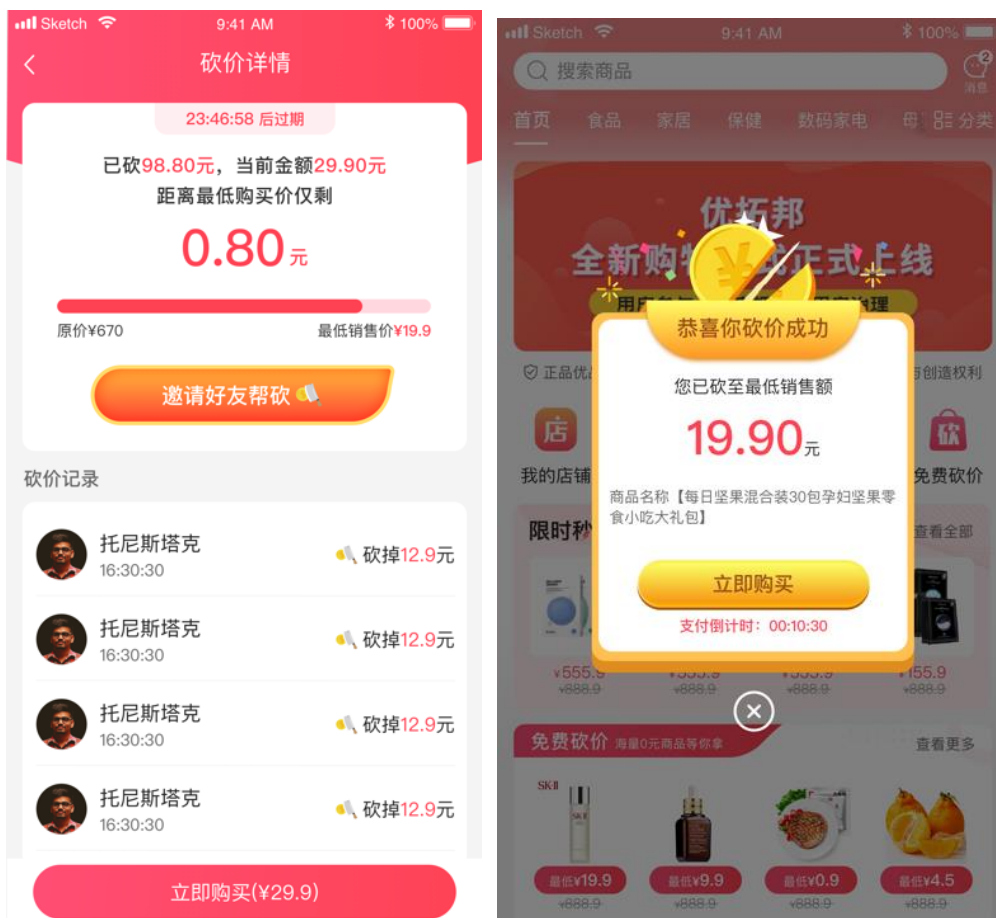 Sketch
9:41 AM
100%
砍价详情
23:46:58 后过期
已砍98.80元，当前金额29.90元
距离最低购买价仅剩
0.80元
原价¥670
最低销售价¥19.9
邀请好友帮砍
砍价记录
托尼斯塔克
16:30:30
砍掉12.9元
托尼斯塔克
16:30:30
砍掉12.9元
托尼斯塔克
16:30:30
砍掉12.9元
托尼斯塔克
16:30:30
砍掉12.9元
立即购买(¥29.9)
Sketch
9:41 AM
100%
搜索商品
2
消息
首页 食品 家居 保健 数码家电 母 分类
优拓邦
全新购物 式正式上线
恭喜你砍价成功
您已砍至最低销售额
19.90元
商品名称【每日坚果混合装30包孕妇坚果零
食小吃大礼包】
立即购买
支付倒计时：00:10:30
正品优
与创造权利
店
砍
我的店铺
免费砍价
限时秒
查看全部
¥555.9
¥155.9
¥888.9 ¥888.9 ¥888.9 ¥888.9
免费砍价 海量0元商品等你拿
查看更多
SK-II
最低¥19.9 最低¥9.9 最低¥0.9 最低¥4.5
¥888.9 ¥888.9 ¥888.9 ¥888.9